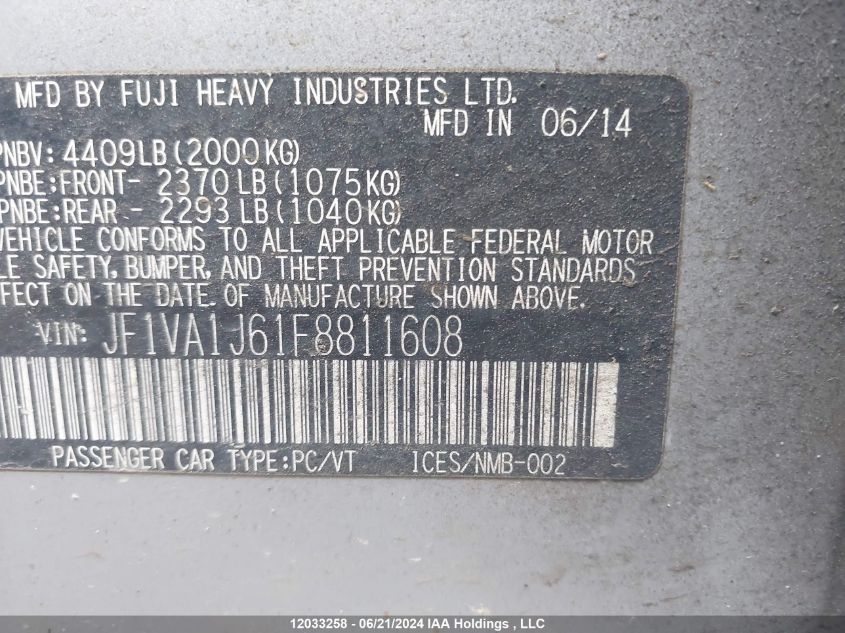 MFD BY FUJI HEAVY INDUSTRIES LTD.
MFD IN 06/14
PNBV: 4409LB(2000KG)
PNBE:FRONT- 2370LB(1075KG)
PNBE:REAR - 2293LB(1040KG)
VEHICLE CONFORMS TO ALL APPLICABLE FEDERAL MOTOR
LE SAFETY, BUMPER, AND THEFT PREVENTION STANDARDS
FFECT ON THE DATE OF MANUFACTURE SHOWN ABOVE.
VIN: JF1VA1J61F8811608
PASSENGER CAR TYPE:PC/VT ICES/NMB-002
12033258 - 06/21/2024 IAA Holdings , LLC